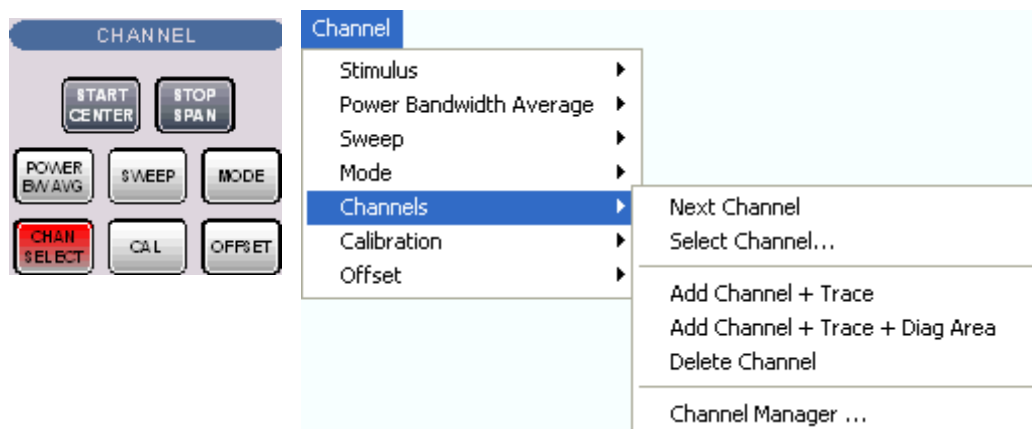 CHANNEL
START
CENTER
STOP
SPAN
POWER
BW AVG
SWEEP
MODE
CHAN
SELECT
CAL
OFFSET
Channel
Stimulus
Power Bandwidth Average
Sweep
Mode
Channels
Calibration
Offset
Next Channel
Select Channel...
Add Channel + Trace
Add Channel + Trace + Diag Area
Delete Channel
Channel Manager ...